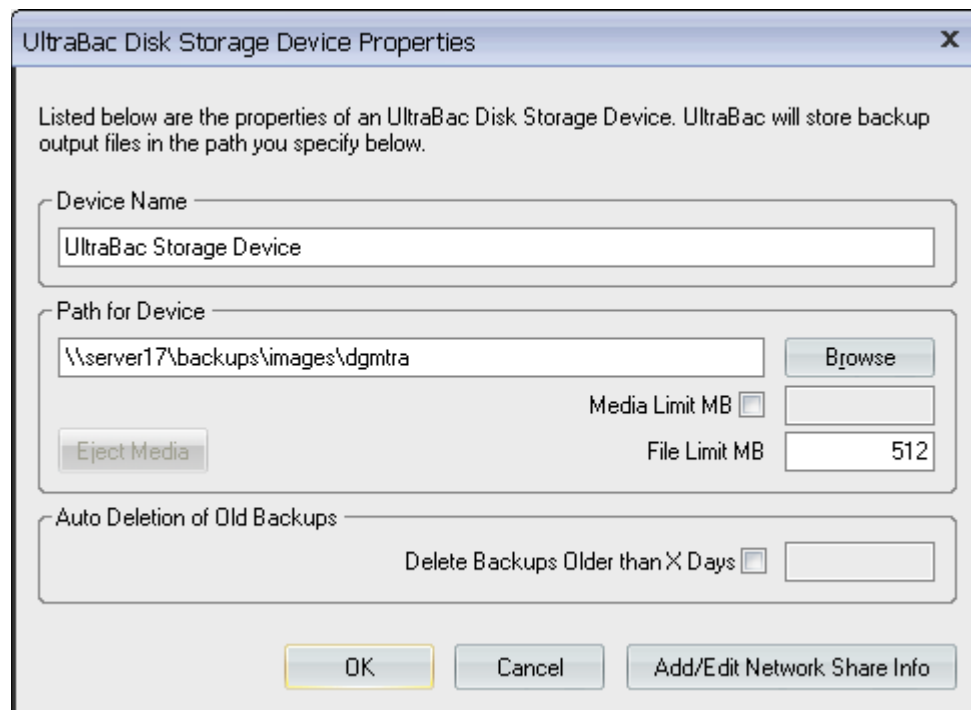 UltraBac Disk Storage Device Properties
Listed below are the properties of an UltraBac Disk Storage Device. UltraBac will store backup
output files in the path you specify below.
Device Name
UltraBac Storage Device
Path for Device
\\server17\backups\images\dgmtra
Browse
Media Limit MB
Eject Media
File Limit MB
512
Auto Deletion of Old Backups
Delete Backups Older than X Days
OK
Cancel
Add/Edit Network Share Info